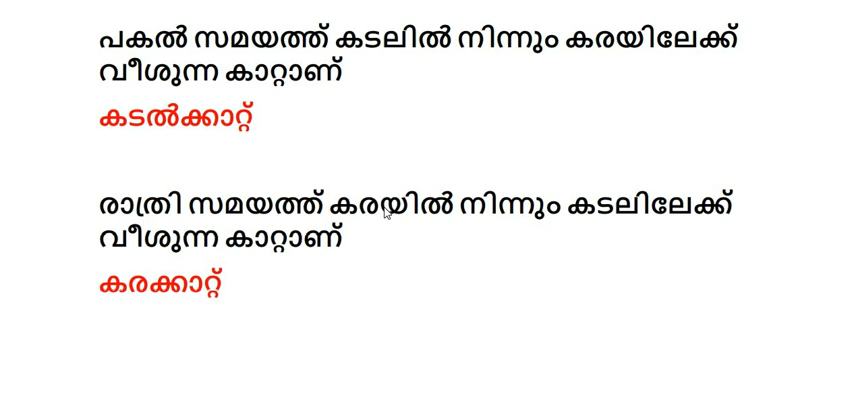 പകൽ സമയത്ത് കടലിൽ നിന്നും കരയിലേക്ക്
വീശുന്ന കാറ്റാണ്
കടൽക്കാറ്റ്
രാത്രി സമയത്ത് കരയിൽ നിന്നും കടലിലേക്ക്
വീശുന്ന കാറ്റാണ്
കരക്കാറ്റ്